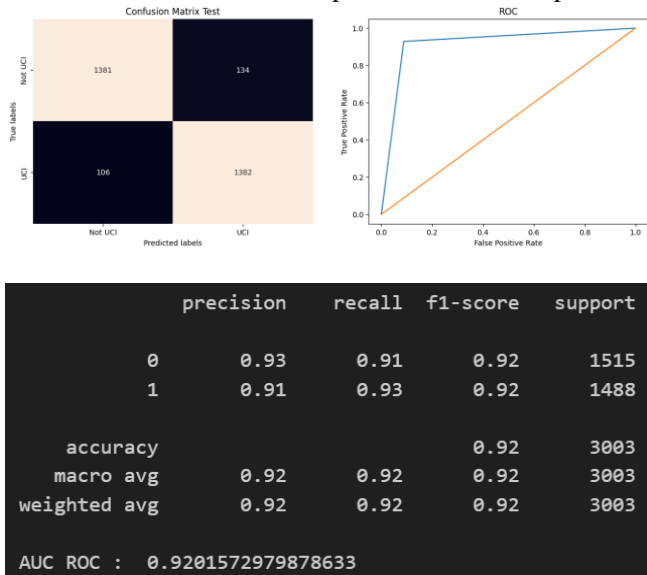 Confusion Matrix Test
Not UCI
1381
134
True labels
UCI
106
1382
Not UCI
UCI
Predicted labels
ROC
1.0
0.8
0.6
0.4
0.2
0.0
True Positive Rate
0.0 0.2 0.4 0.6 0.8 1.0
False Positive Rate
precision recall f1-score support
0 0.93 0.91 0.92 1515
1 0.91 0.93 0.92 1488
accuracy 0.92 3003
macro avg 0.92 0.92 0.92 3003
weighted avg 0.92 0.92 0.92 3003
AUC ROC : 0.9201572979878633